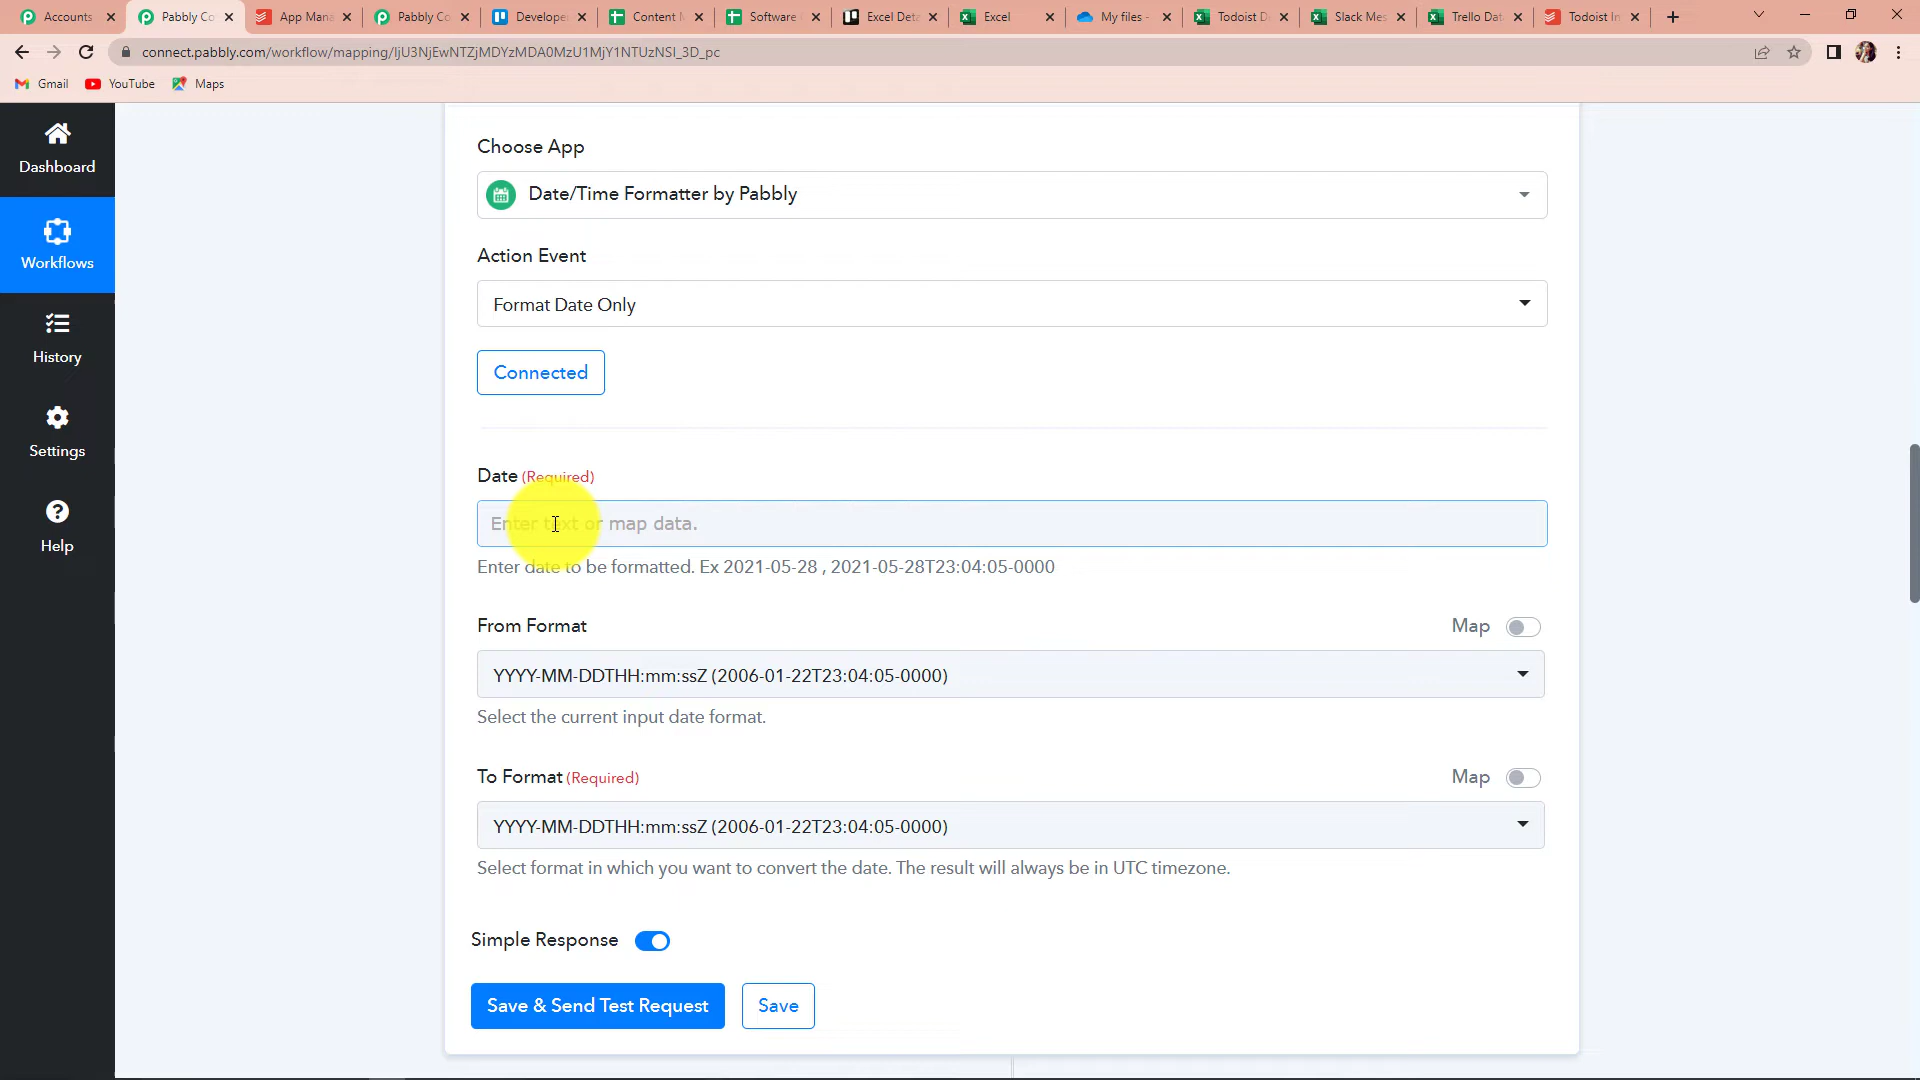 Accounts
Pabbly Co
App Mana
Pabbly Co
Develope
Content
Software
Excel Deta
Excel
My files -
Todoist D
Slack Mes
Trello Dat
Todoist In
connect.pabbly.com/workflow/mapping/IjU3NjEwNTZjMDYzMDA0MzU1MjY1NTUzNSI_3D_pc
Gmail
YouTube
Maps
Dashboard
Workflows
History
Settings
Help
Choose App
Date/Time Formatter by Pabbly
Action Event
Format Date Only
Connected
Date (Required)
Enter text or map data.
Enter date to be formatted. Ex 2021-05-28 , 2021-05-28T23:04:05-0000
From Format
Map
YYYY-MM-DDTHH:mm:ssZ (2006-01-22T23:04:05-0000)
Select the current input date format.
To Format (Required)
Map
YYYY-MM-DDTHH:mm:ssZ (2006-01-22T23:04:05-0000)
Select format in which you want to convert the date. The result will always be in UTC timezone.
Simple Response
Save & Send Test Request
Save